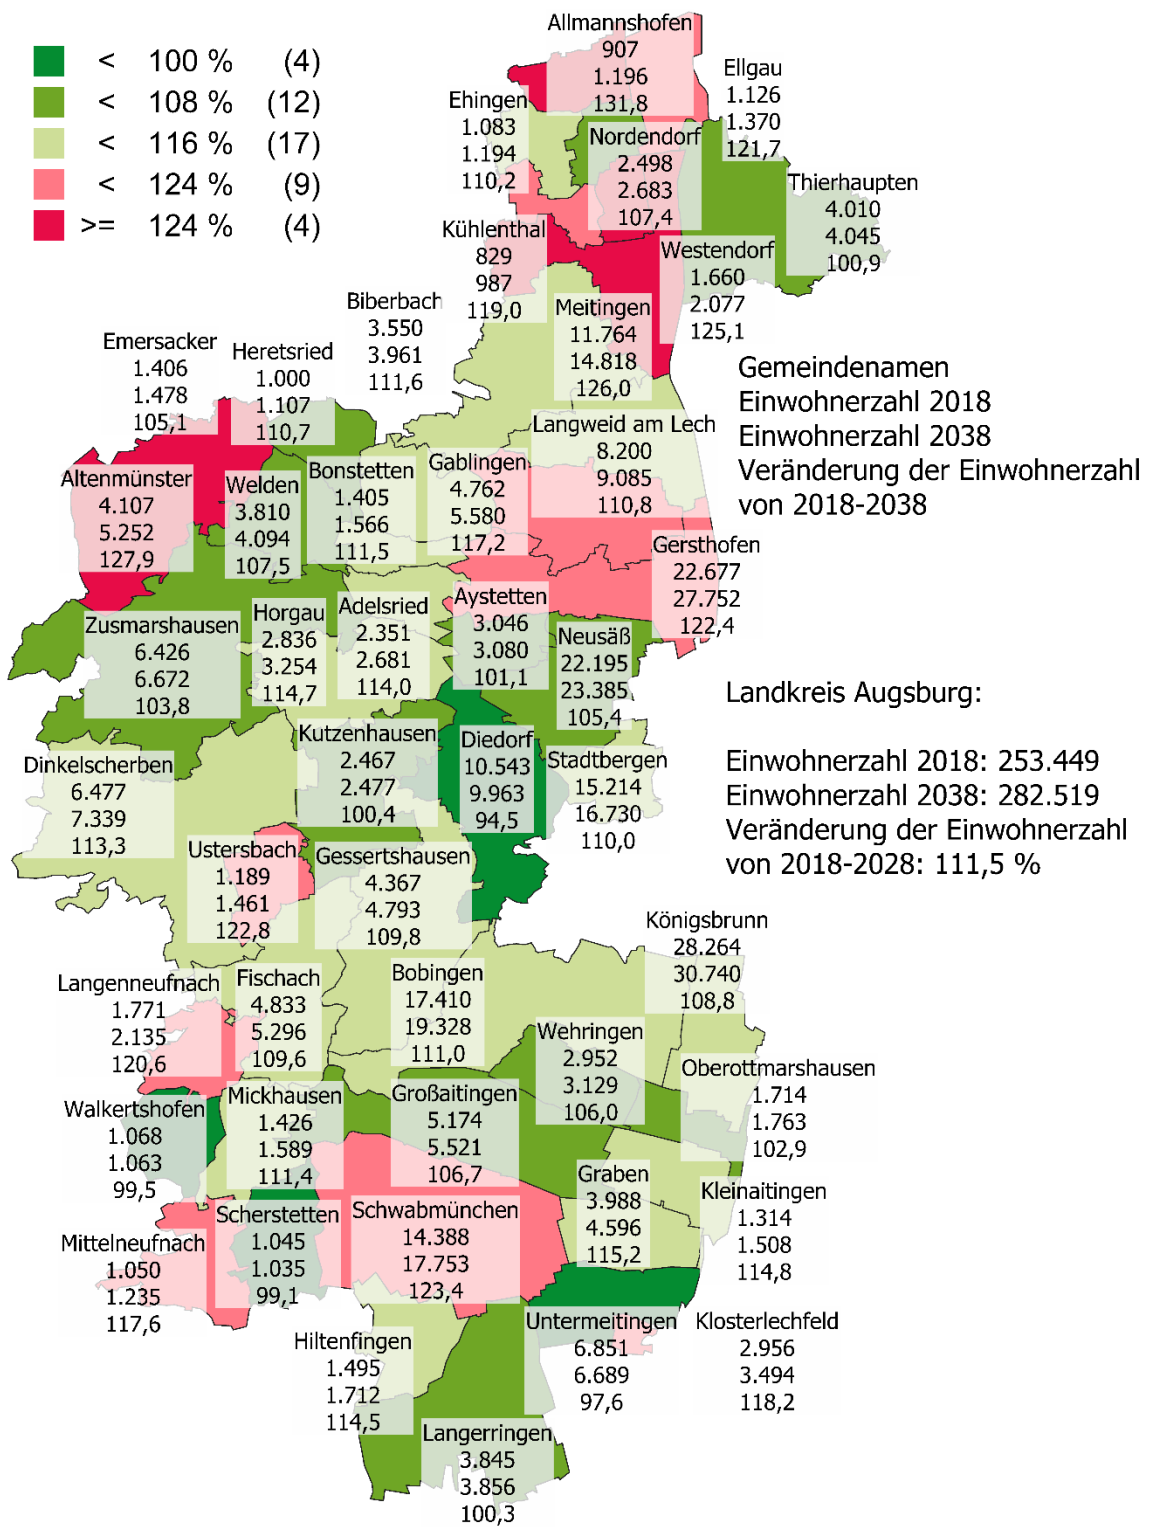 < 100 % (4)
< 108 % (12)
< 116 % (17)
< 124 % (9)
>= 124 % (4)
Allmannshofen
907
1.196
131,8
Ellgau
1.126
1.370
121,7
Ehingen
1.083
1.194
110,2
Nordendorf
2.498
2.683
107,4
Thierhaupten
4.010
4.045
100,9
Kühlenthal
829
987
119,0
Westendorf
1.660
2.077
125,1
Biberbach
3.550
3.961
111,6
Meitingen
11.764
14.818
126,0
Emersacker
1.406
1.478
105,1
Heretsried
1.000
1.107
110,7
Gemeindenamen
Einwohnerzahl 2018
Einwohnerzahl 2038
Veränderung der Einwohnerzahl
von 2018-2038
Langweid am Lech
8.200
9.085
110,8
Altenmünster
4.107
5.252
127,9
Welden
3.810
4.094
107,5
Bonstetten
1.405
1.566
111,5
Gablingen
4.762
5.580
117,2
Gersthofen
22.677
27.752
122,4
Zusmarshausen
6.426
6.672
103,8
Horgau
2.836
3.254
114,7
Adelsried
2.351
2.681
114,0
Aystetten
3.046
3.080
101,1
Neusäß
22.195
23.385
105,4
Landkreis Augsburg:
Einwohnerzahl 2018: 253.449
Einwohnerzahl 2038: 282.519
Veränderung der Einwohnerzahl
von 2018-2028: 111,5 %
Dinkelscherben
6.477
7.339
113,3
Kutzenhausen
2.467
2.477
100,4
Diedorf
10.543
9.963
94,5
Stadtbergen
15.214
16.730
110,0
Ustersbach
1.189
1.461
122,8
Gessertshausen
4.367
4.793
109,8
Königsbrunn
28.264
30.740
108,8
Langenneufnach
1.771
2.135
120,6
Fischach
4.833
5.296
109,6
Bobingen
17.410
19.328
111,0
Wehringen
2.952
3.129
106,0
Oberottmarshausen
1.714
1.763
102,9
Walkertshofen
1.068
1.063
99,5
Mickhausen
1.426
1.589
111,4
Großaitingen
5.174
5.521
106,7
Graben
3.988
4.596
115,2
Kleinaitingen
1.314
1.508
114,8
Mittelneufnach
1.050
1.235
117,6
Scherstetten
1.045
1.035
99,1
Schwabmünchen
14.388
17.753
123,4
Untermeitingen
6.851
6.689
97,6
Klosterlechfeld
2.956
3.494
118,2
Hiltenfingen
1.495
1.712
114,5
Langerringen
3.845
3.856
100,3